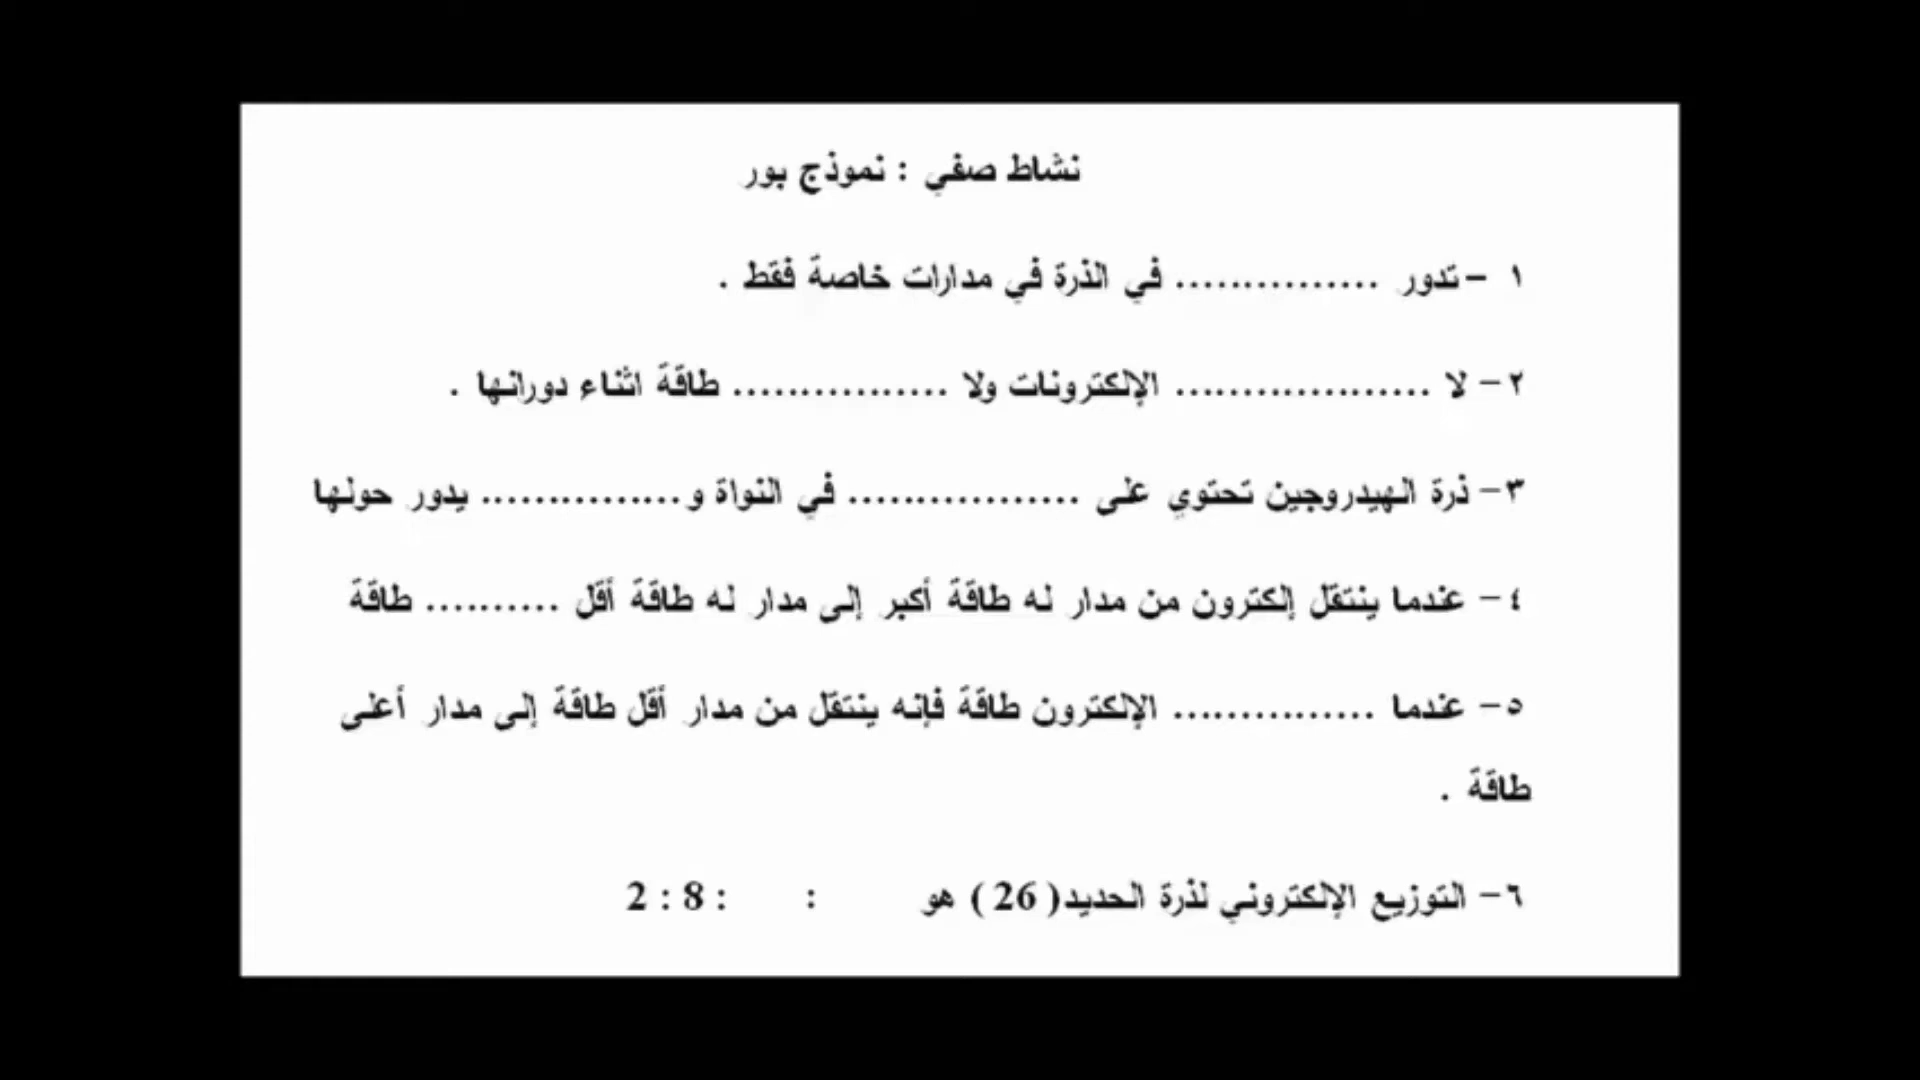 نشاط صفي : نموذج بور
١ –تدور ............... في الذرة في مدارات خاصة فقط .
٢– لا ................... الإلكترونات ولا ................ طاقة اثناء دورانها .
٣– ذرة الهيدروجين تحتوي على ................. في النواة و............... يدور حولها
٤– عندما ينتقل إلكترون من مدار له طاقة أكبر إلى مدار له طاقة أقل .......... طاقة
٥– عندما ............... الإلكترون طاقة فإنه ينتقل من مدار أقل طاقة إلى مدار أعلى
طاقة .
٦– التوزيع الإلكتروني لذرة الحديد( 26 ) هو : : 8 : 2